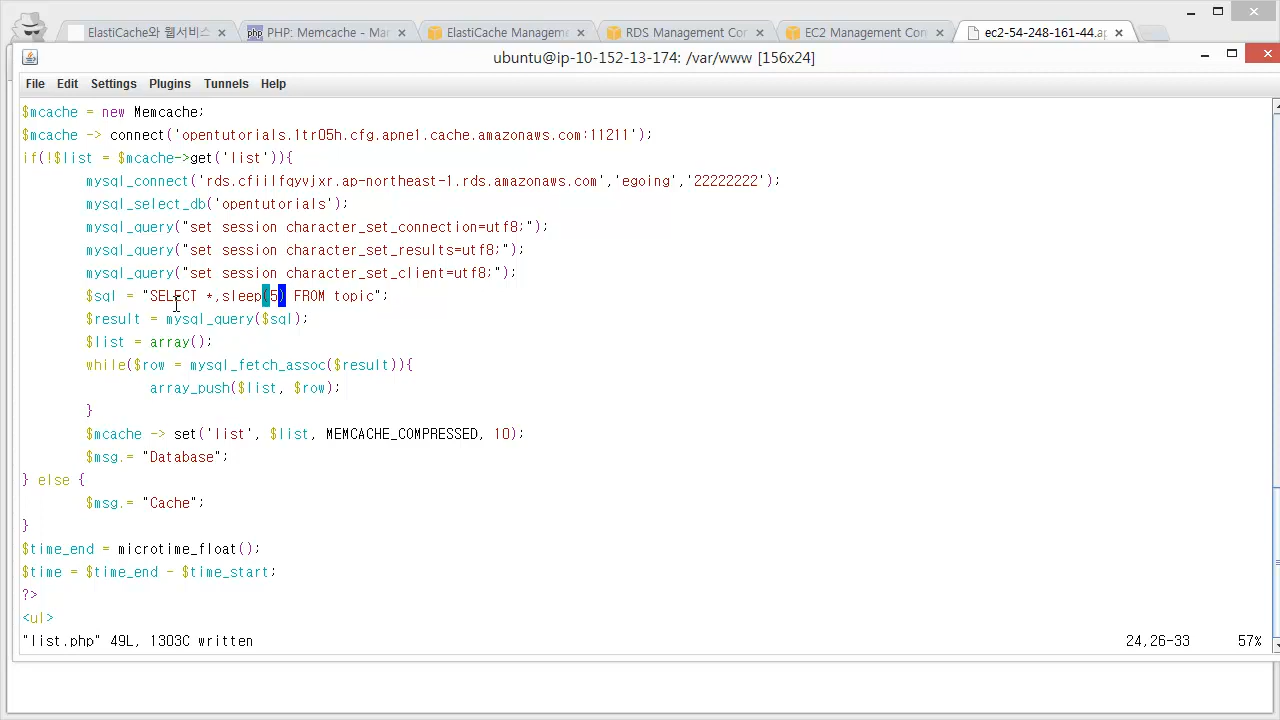 ElastiCache와 웹서비스
PHP: Memcache - Mar
ElastiCache Managem
RDS Management Con
EC2 Management Con
ec2-54-248-161-44.ap
ubuntu@ip-10-152-13-174: /var/www [156x24]
File Edit Settings Plugins Tunnels Help
$mcache = new Memcache;
$mcache -> connect('opentutorials.1tr05h.cfg.apne1.cache.amazonaws.com:11211');
if(!$list = $mcache->get('list')){
mysql_connect('rds.cfiilfgyvjxr.ap-northeast-1.rds.amazonaws.com','egoing','22222222');
mysql_select_db('opentutorials');
mysql_query("set session character_set_connection=utf8;");
mysql_query("set session character_set_results=utf8;");
mysql_query("set session character_set_client=utf8;");
$sql = "SELECT *,sleep(5) FROM topic";
$result = mysql_query($sql);
$list = array();
while($row = mysql_fetch_assoc($result)){
array_push($list, $row);
}
$mcache -> set('list', $list, MEMCACHE_COMPRESSED, 10);
$msg.= "Database";
} else {
$msg.= "Cache";
}
$time_end = microtime_float();
$time = $time_end - $time_start;
?>
<ul>
"list.php" 49L, 1303C written 24,26-33 57%